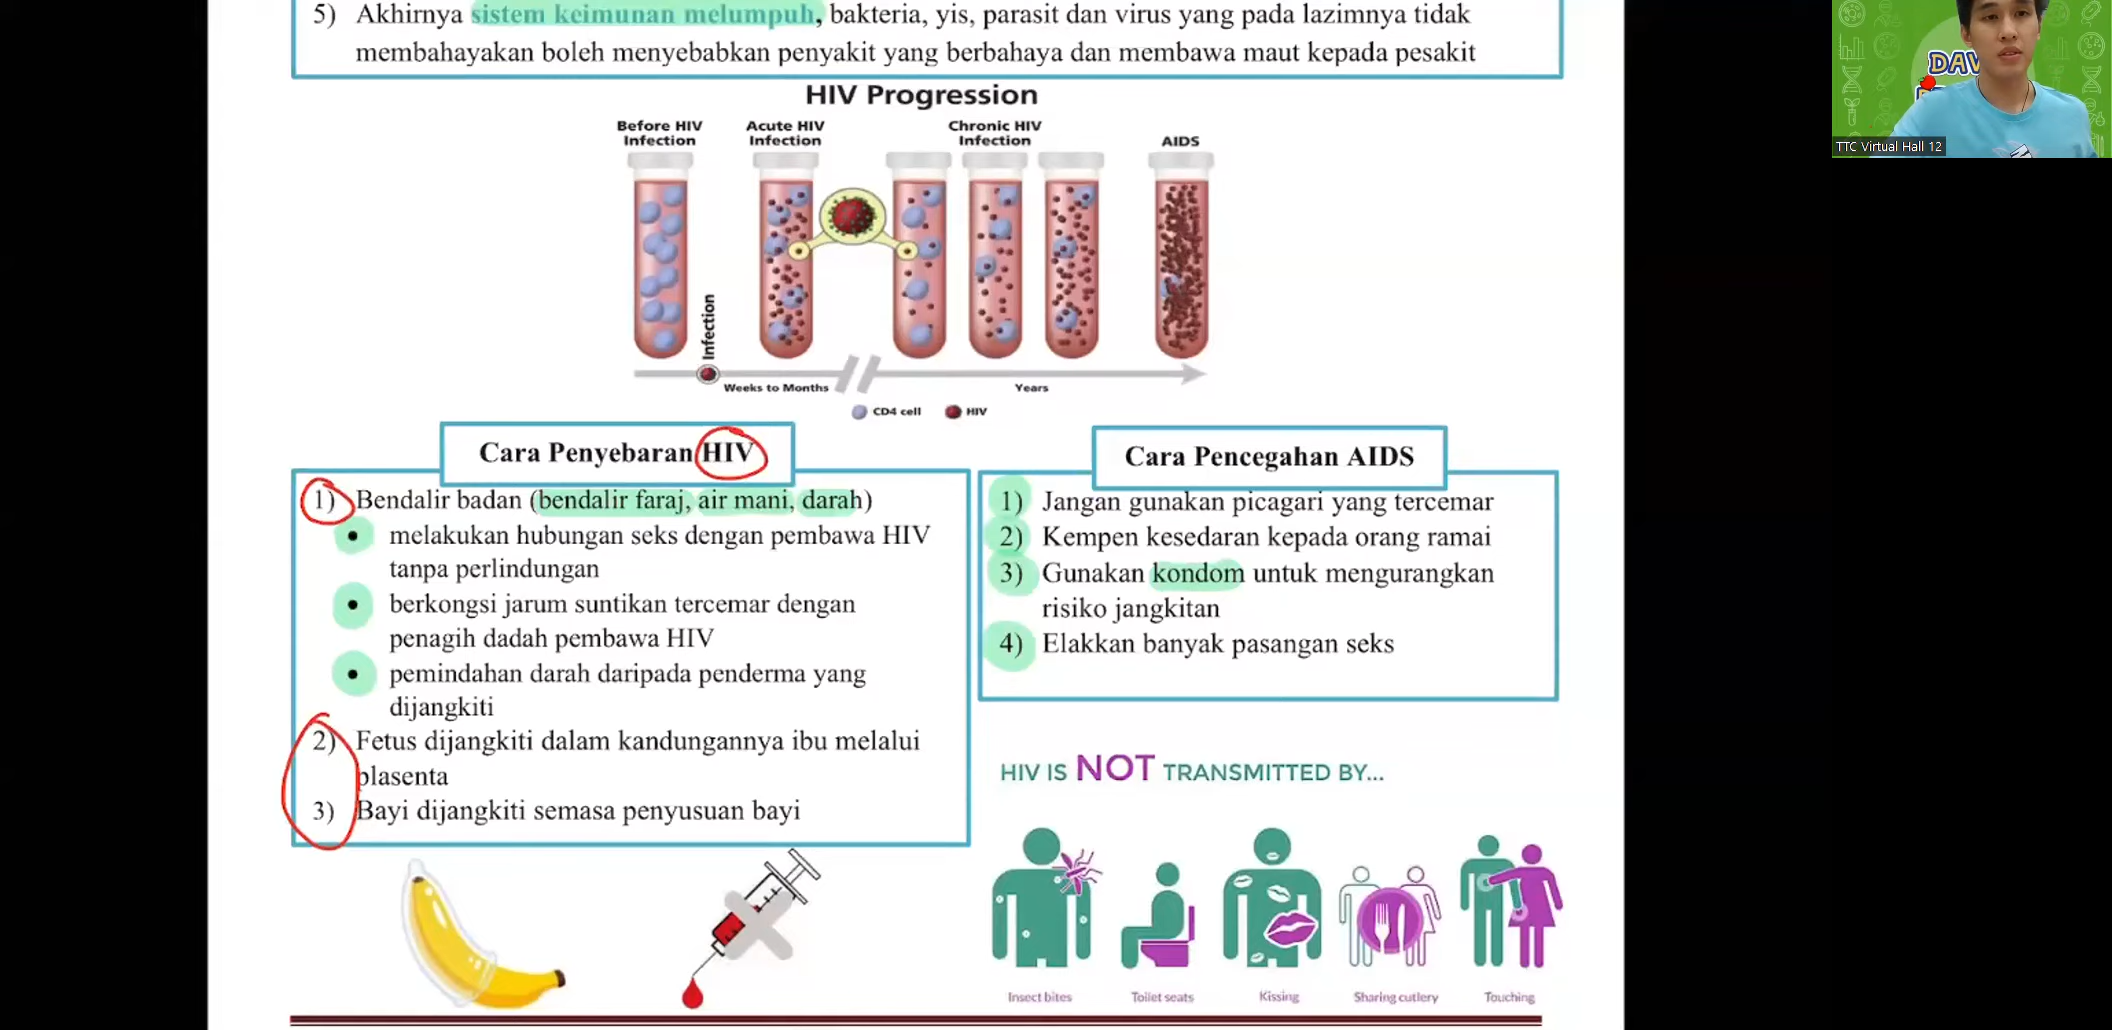 5) Akhirnya sistem keimunan melumpuh, bakteria, yis, parasit dan virus yang pada lazimnya tidak
membahayakan boleh menyebabkan penyakit yang berbahaya dan membawa maut kepada pesakit
DAV
TTC Virtual Hall 12
HIV Progression
Before HIV Infection
Acute HIV Infection
Chronic HIV Infection
AIDS
Infection
Weeks to Months
Years
CD4 cell
HIV
Cara Penyebaran HIV
1) Bendalir badan (bendalir faraj, air mani, darah)
• melakukan hubungan seks dengan pembawa HIV
tanpa perlindungan
• berkongsi jarum suntikan tercemar dengan
penagih dadah pembawa HIV
• pemindahan darah daripada penderma yang
dijangkiti
2) Fetus dijangkiti dalam kandungannya ibu melalui
plasenta
3) Bayi dijangkiti semasa penyusuan bayi
Cara Pencegahan AIDS
1) Jangan gunakan picagari yang tercemar
2) Kempen kesedaran kepada orang ramai
3) Gunakan kondom untuk mengurangkan
risiko jangkitan
4) Elakkan banyak pasangan seks
HIV IS NOT TRANSMITTED BY...
Insect bites
Toilet seats
Kissing
Sharing cutlery
Touching